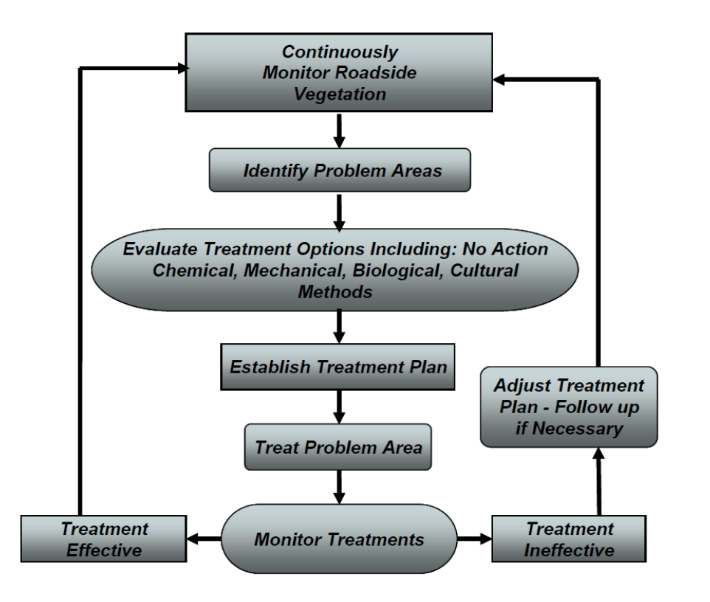 Continuously
Monitor Roadside
Vegetation
Identify Problem Areas
Evaluate Treatment Options Including: No Action
Chemical, Mechanical, Biological, Cultural
Methods
Establish Treatment Plan
Adjust Treatment
Plan - Follow up
if Necessary
Treat Problem Area
Treatment
Effective
Monitor Treatments
Treatment
Ineffective